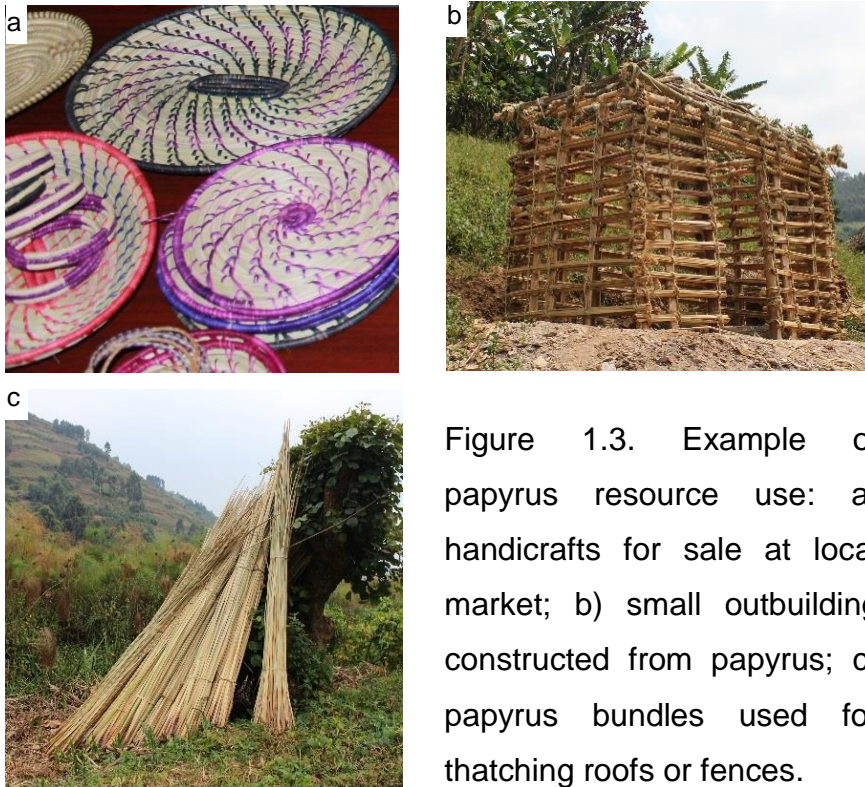 a
b
c
Figure 1.3. Example o
papyrus resource use: a
handicrafts for sale at loca
market; b) small outbuilding
constructed from papyrus; c
papyrus bundles used fo
thatching roofs or fences.